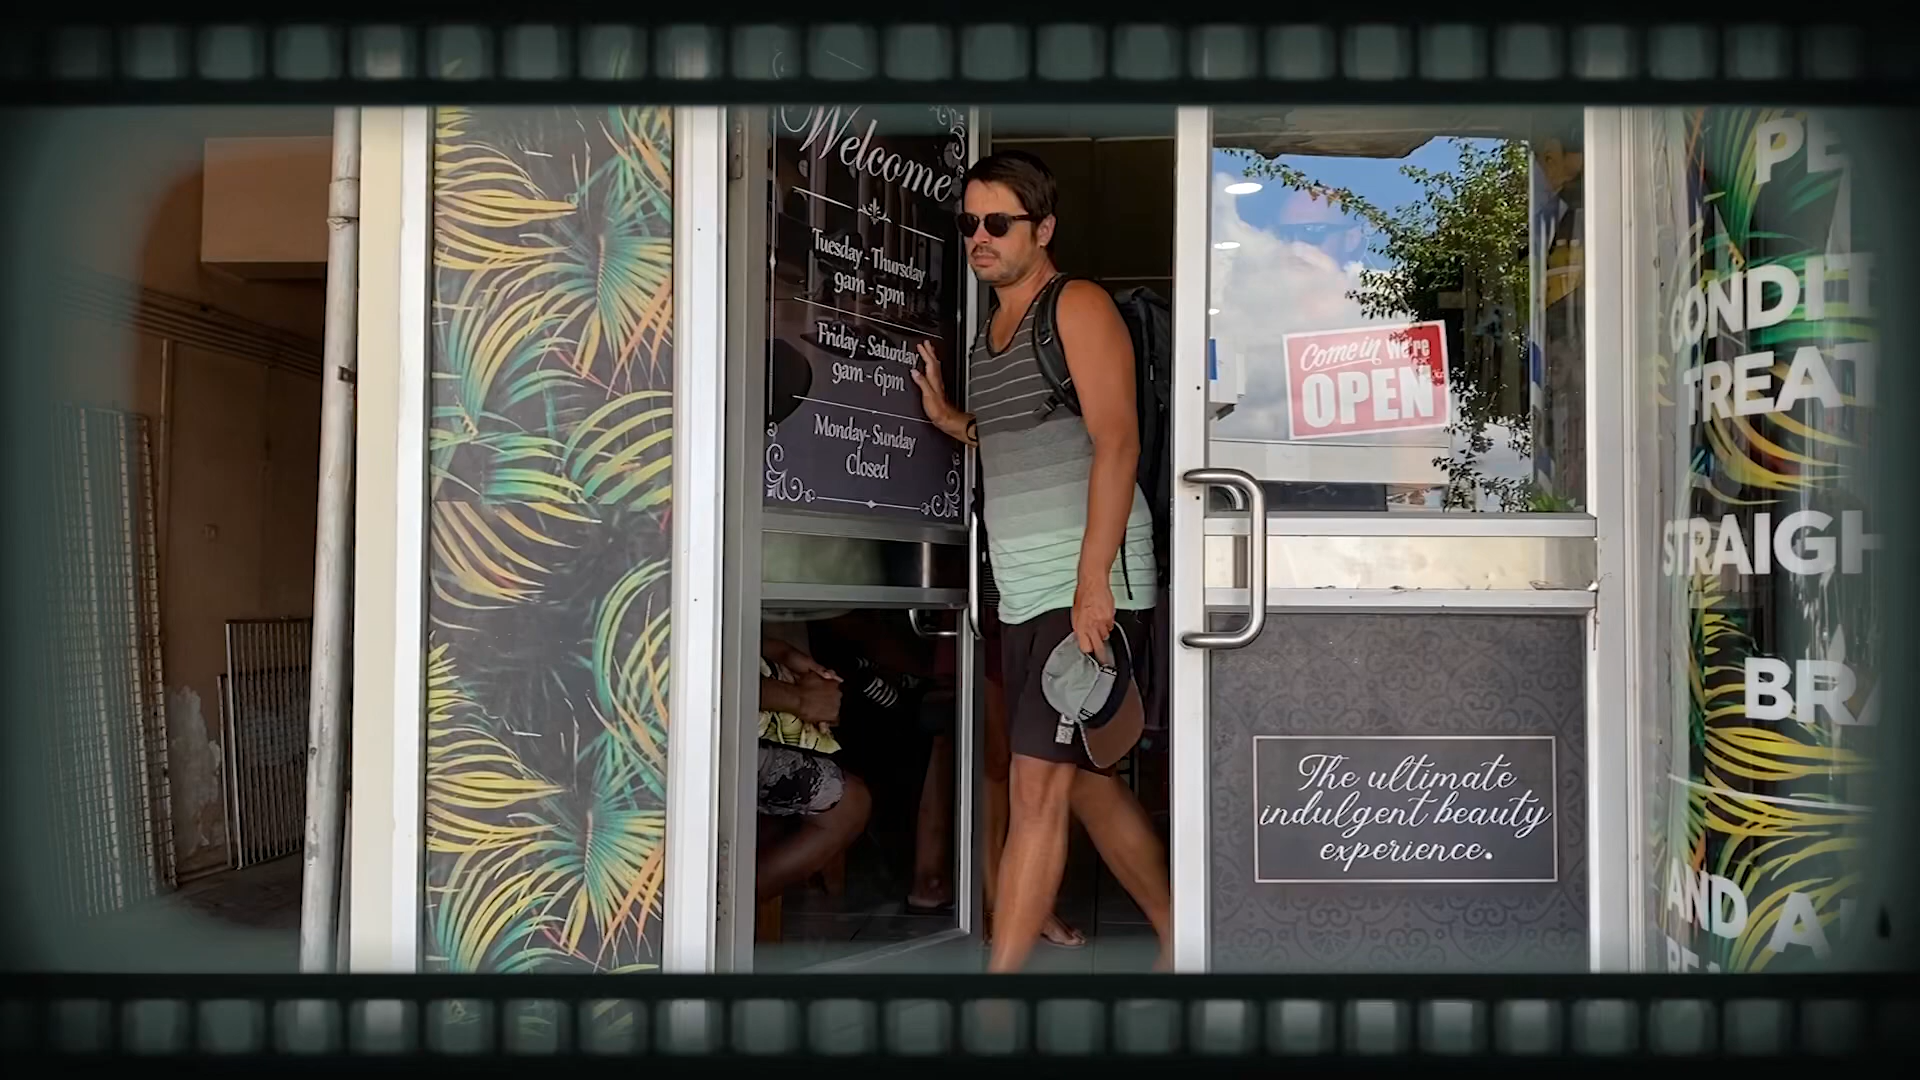 Welcome
Tuesday - Thursday
9am - 5pm
Friday - Saturday
9am - 6pm
Monday - Sunday
Closed
Come in We're
OPEN
The ultimate
indulgent beauty
experience.
CONDIT
TREAT
STRAIGH
BRA
AND A